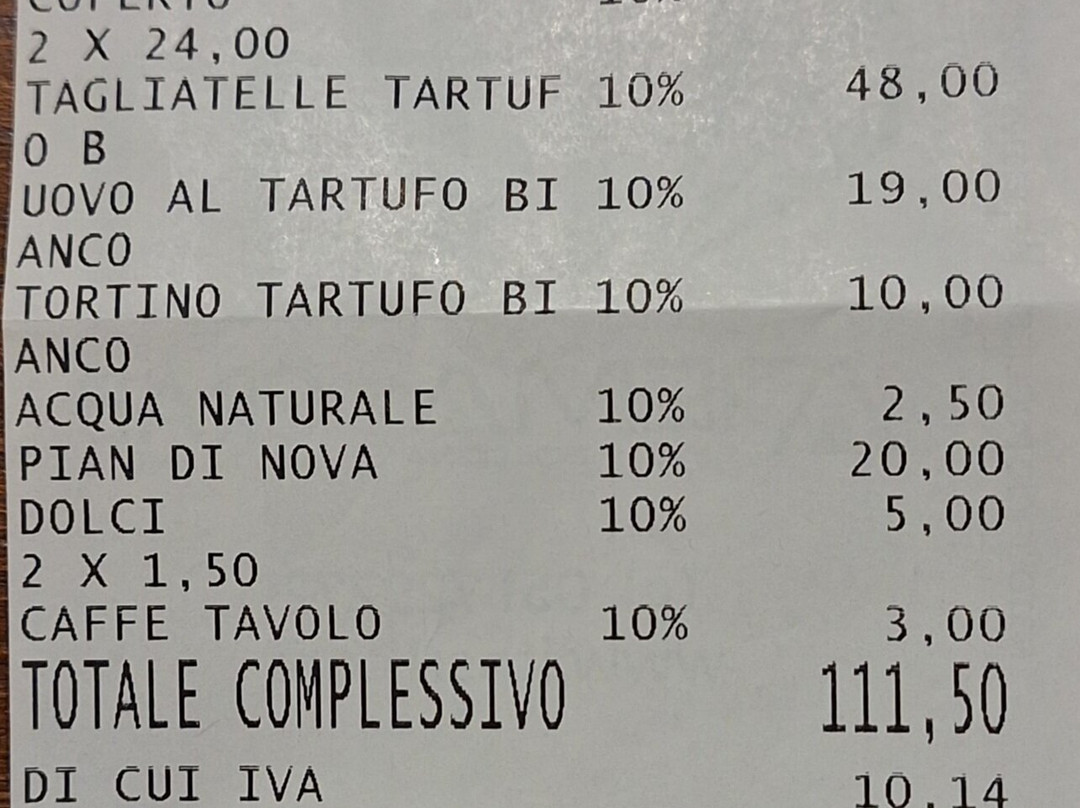 COPERTO 10%
2 X 24,00
TAGLIATELLE TARTUF 10% 48,00
O B
UOVO AL TARTUFO BI 10% 19,00
ANCO
TORTINO TARTUFO BI 10% 10,00
ANCO
ACQUA NATURALE 10% 2,50
PIAN DI NOVA 10% 20,00
DOLCI 10% 5,00
2 X 1,50
CAFFE TAVOLO 10% 3,00
TOTALE COMPLESSIVO 111,50
DI CUI IVA 10,14